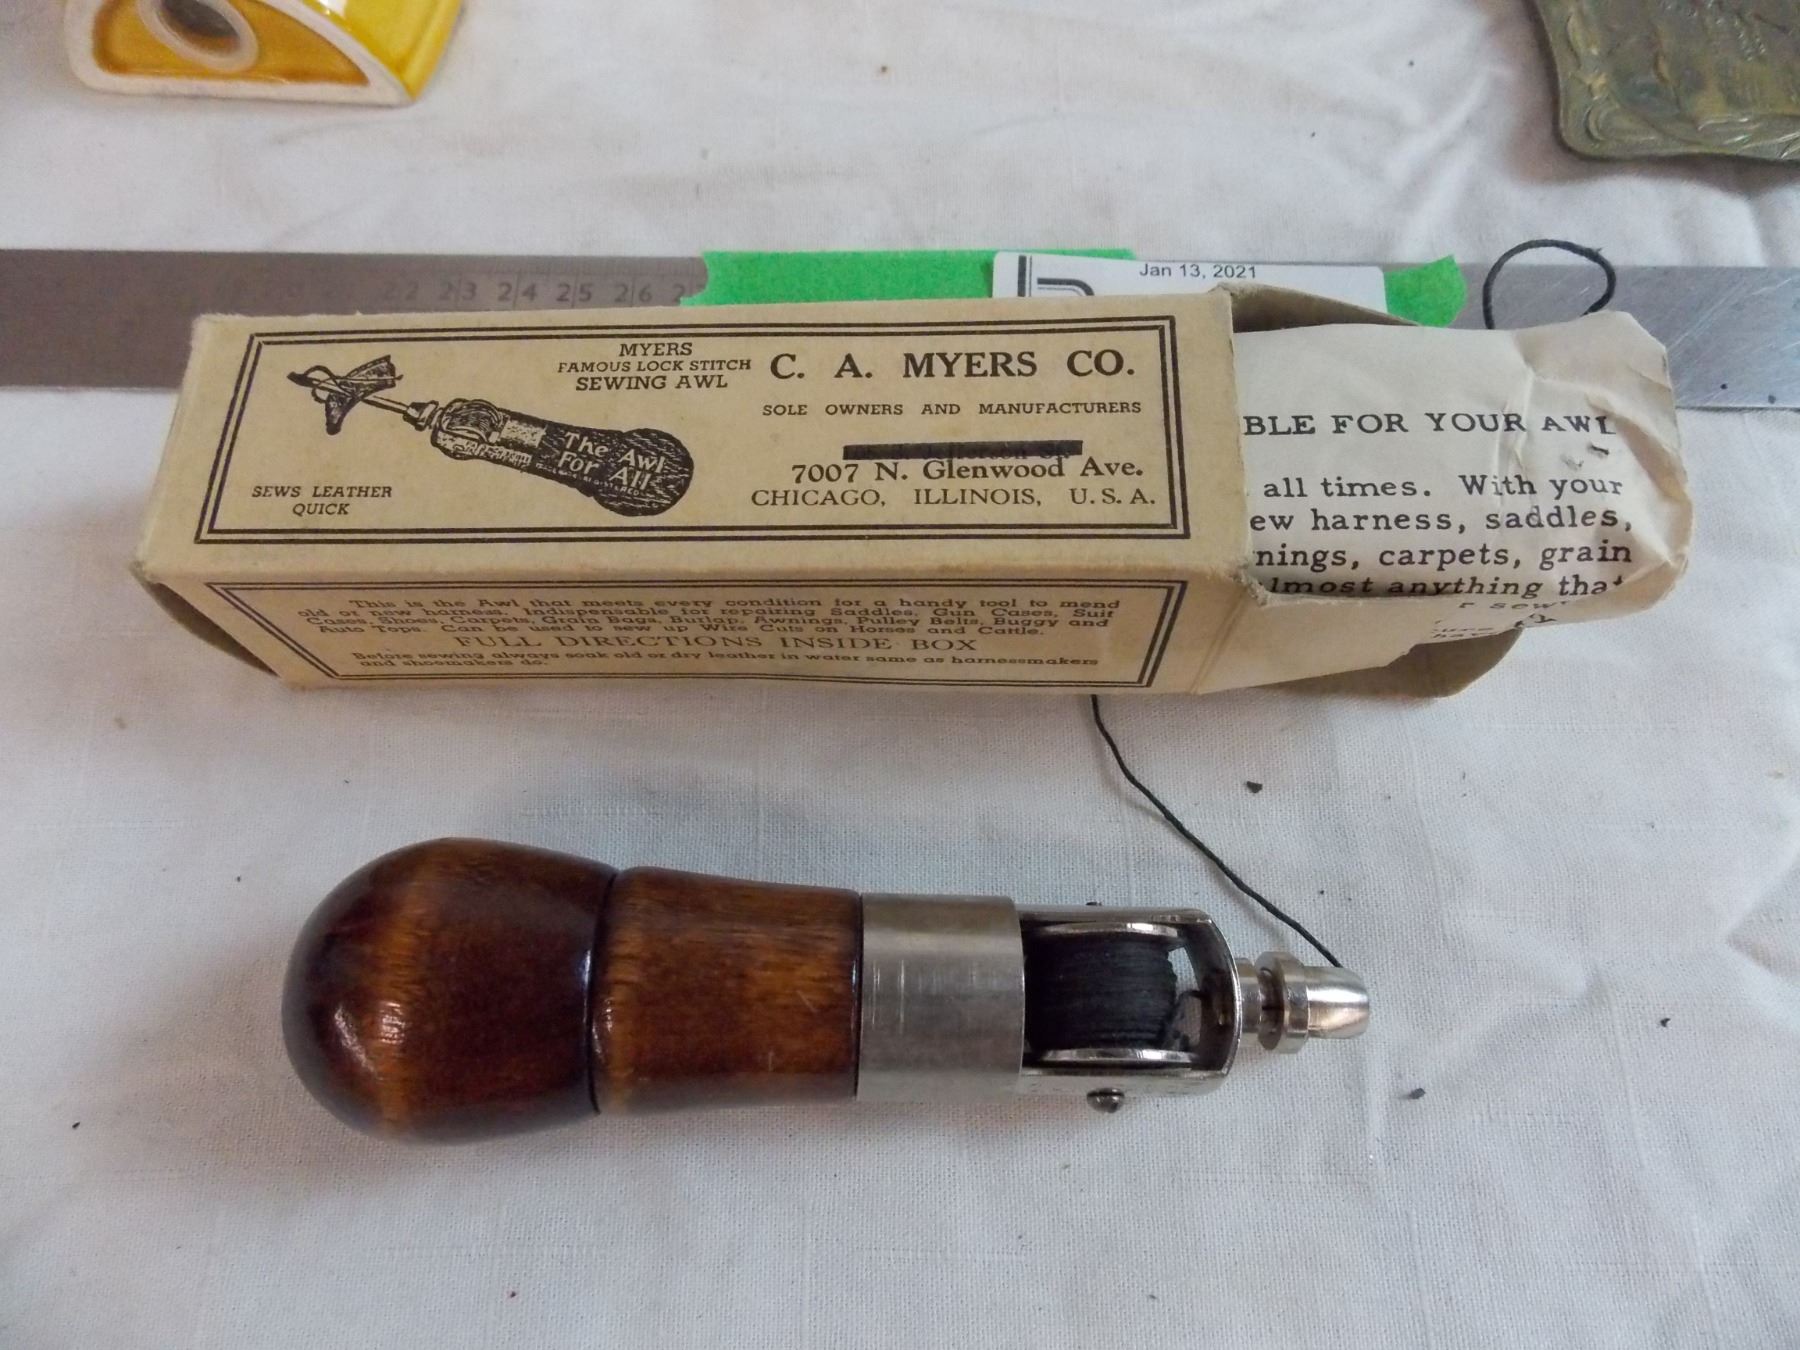 22 23 24 25 26 2
Jan 13, 2021
MYERS
FAMOUS LOCK STITCH
SEWING AWL
C. A. MYERS CO.
SOLE OWNERS AND MANUFACTURERS
7007 N. Glenwood Ave.
CHICAGO, ILLINOIS, U. S. A.
The Awl
For All
SEWS LEATHER
QUICK
This is the Awl that meets every condition for a handy tool to mend
old or new harness. Indispensable for repairing Saddles, Gun Cases, Suit
Cases, Shoes, Carpets, Grain Bags, Burlap, Awnings, Pulley Belts, Buggy and
Auto Tops. Can be used to sew up Wire Cuts on Horses and Cattle.
FULL DIRECTIONS INSIDE BOX
Before sewing always soak old or dry leather in water same as harnessmakers
and shoemakers do.
BLE FOR YOUR AWL
all times. With your
ew harness, saddles,
nings, carpets, grain
lmost anything that